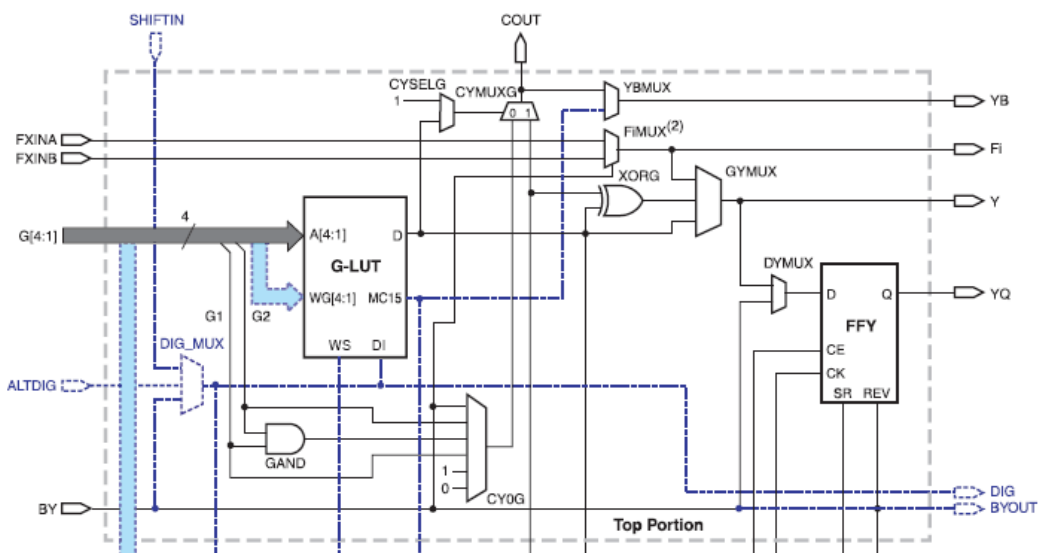 SHIFTIN
COUT
CYSELG
CYMUXG
YBMUX
1
0 1
YB
FXINA
FXINB
FiMUX(2)
Fi
XORG
GYMUX
Y
4
G[4:1]
A[4:1]
D
G-LUT
WG[4:1]
MC15
G1
G2
WS
DI
DYMUX
D
Q
YQ
FFY
CE
CK
SR
REV
DIG_MUX
ALTDIG
GAND
1
0
CY0G
BY
DIG
BYOUT
Top Portion